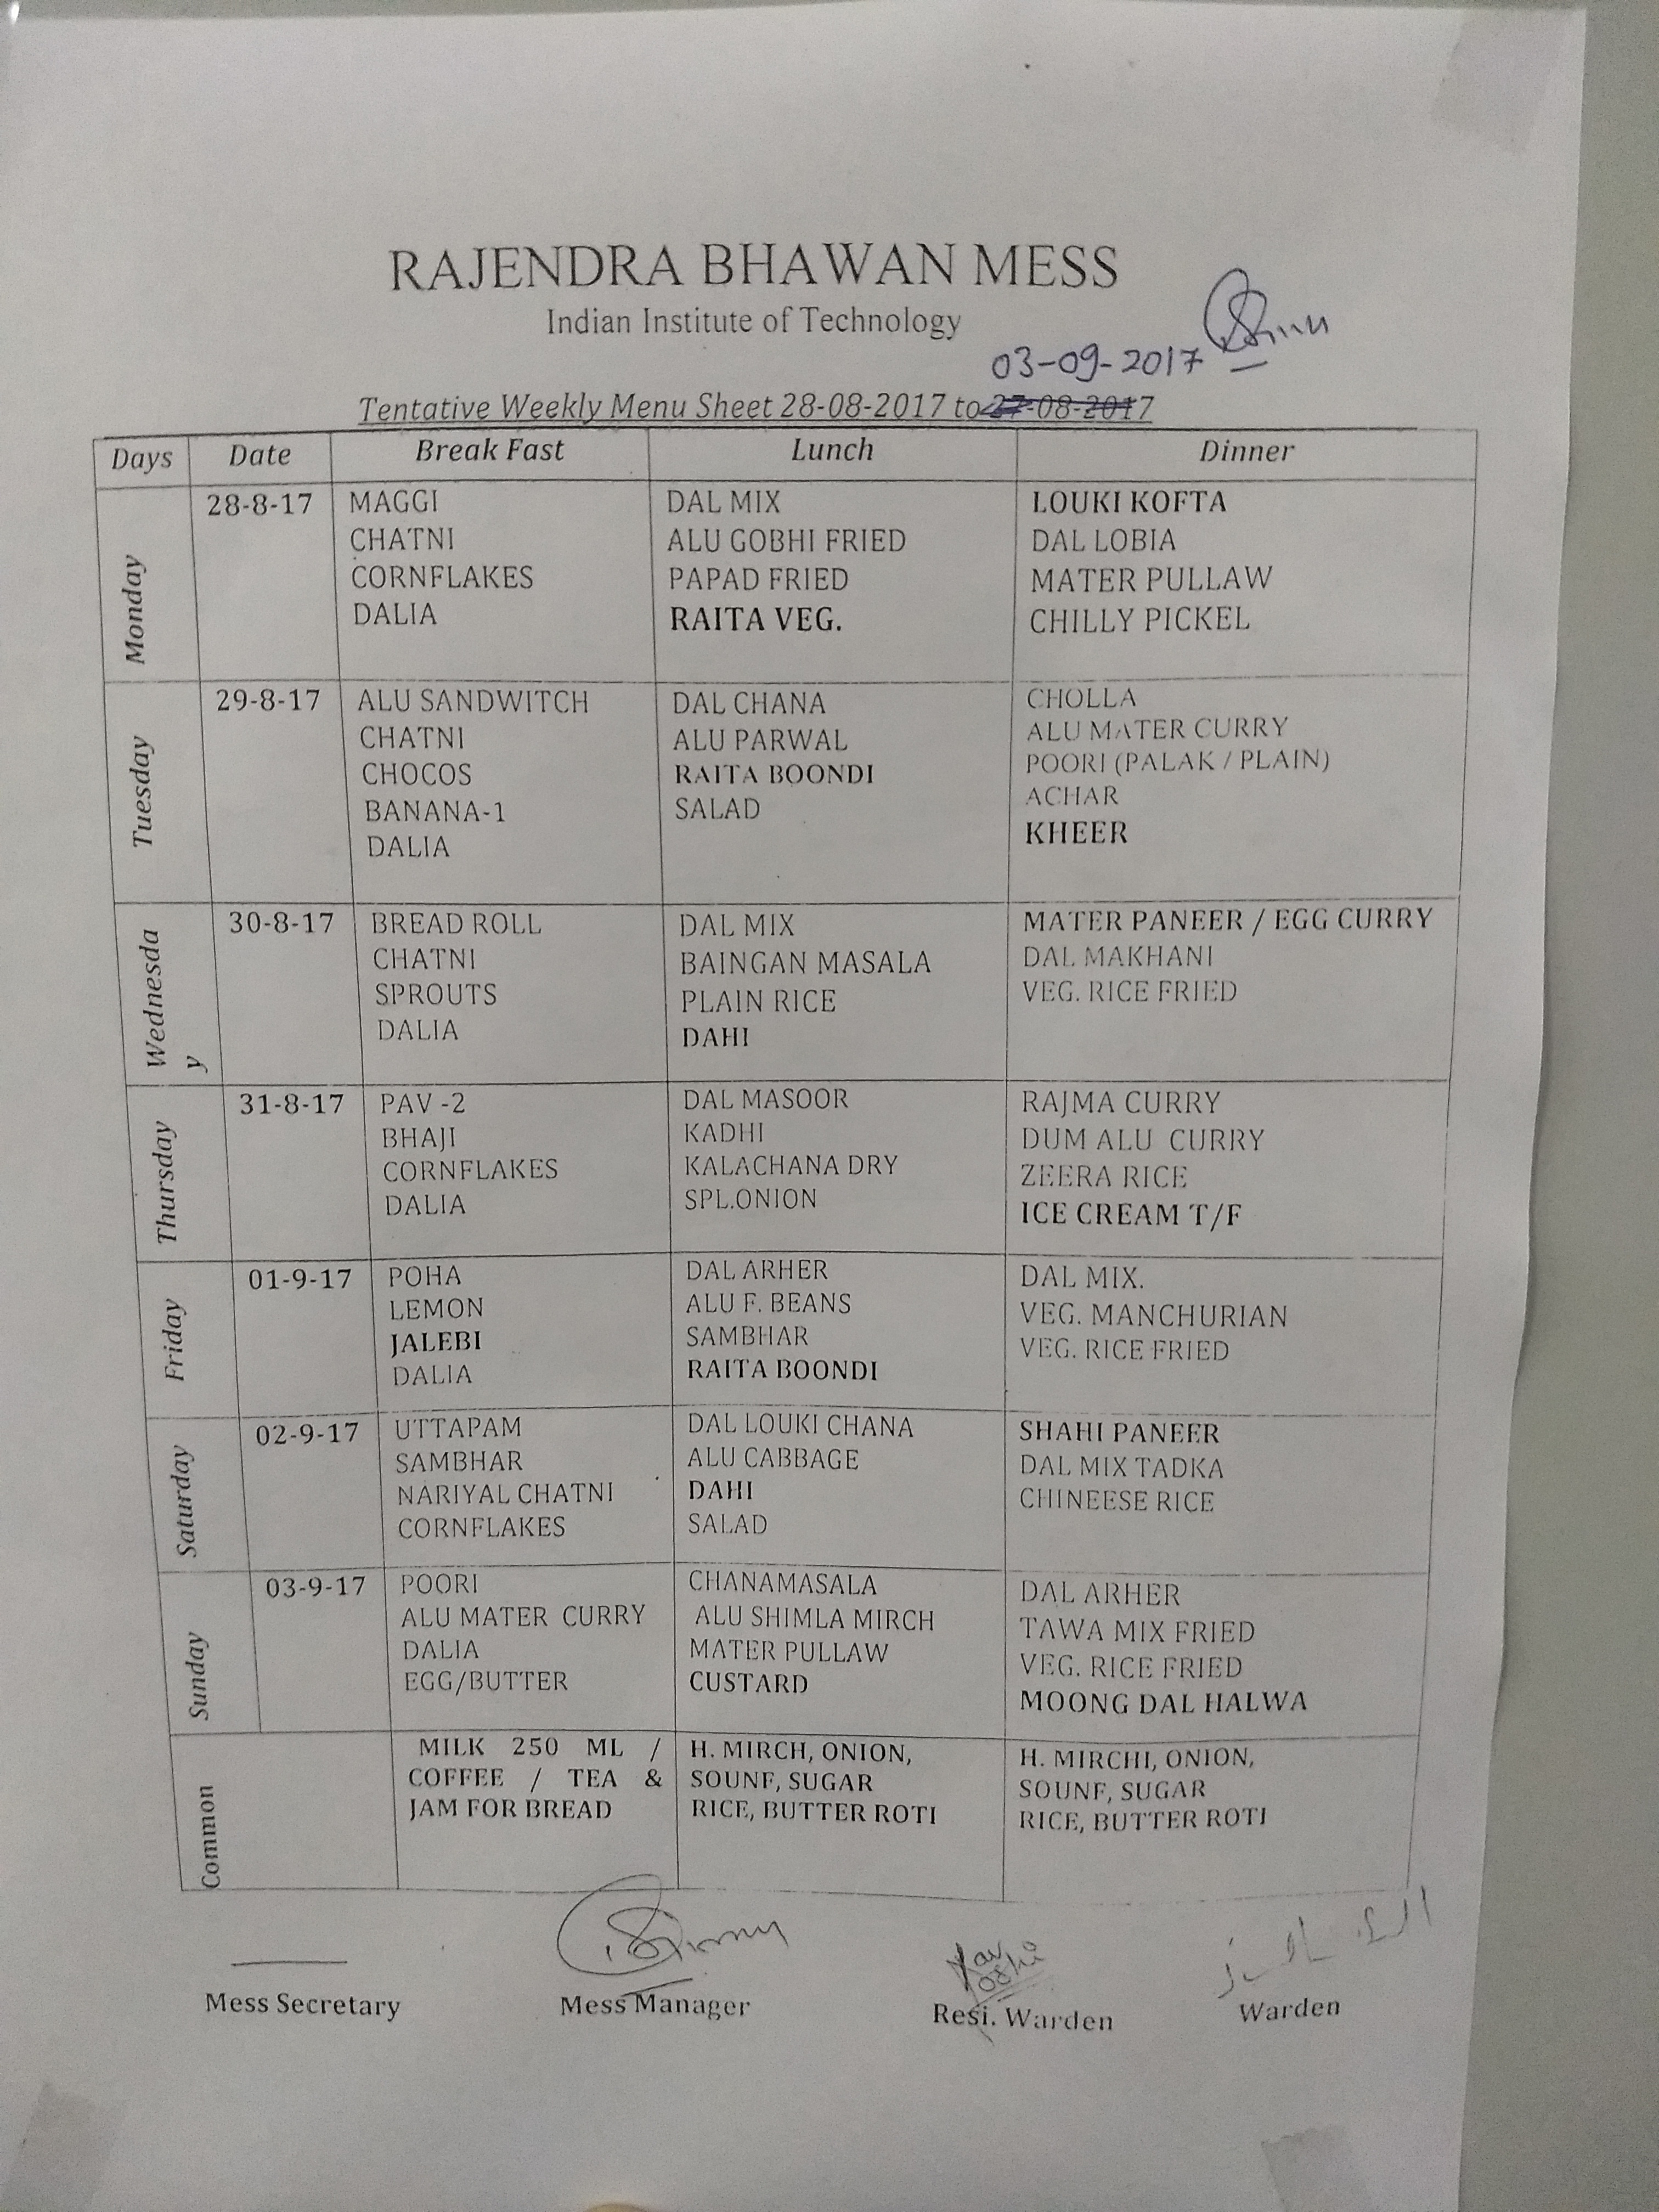 RAJENDRA BHAWAN MESS
Indian Institute of Technology
03-09-2017
Tentative Weekly Menu Sheet 28-08-2017 to 27-08-2017
Days Date Break Fast Lunch Dinner
Monday
28-8-17
MAGGI
CHATNI
CORNFLAKES
DALIA
DAL MIX
ALU GOBHI FRIED
PAPAD FRIED
RAITA VEG.
LOUKI KOFTA
DAL LOBIA
MATER PULLAW
CHILLY PICKEL
Tuesday
29-8-17
ALU SANDWITCH
CHATNI
CHOCOS
BANANA-1
DALIA
DAL CHANA
ALU PARWAL
RAITA BOONDI
SALAD
CHOLLA
ALU MATER CURRY
POORI (PALAK / PLAIN)
ACHAR
KHEER
Wednesda
y
30-8-17
BREAD ROLL
CHATNI
SPROUTS
DALIA
DAL MIX
BAINGAN MASALA
PLAIN RICE
DAHI
MATER PANEER / EGG CURRY
DAL MAKHANI
VEG. RICE FRIED
Thursday
31-8-17
PAV -2
BHAJI
CORNFLAKES
DALIA
DAL MASOOR
KADHI
KALACHANA DRY
SPL.ONION
RAJMA CURRY
DUM ALU CURRY
ZEERA RICE
ICE CREAM T/F
Friday
01-9-17
POHA
LEMON
JALEBI
DALIA
DAL ARHER
ALU F. BEANS
SAMBHAR
RAITA BOONDI
DAL MIX.
VEG. MANCHURIAN
VEG. RICE FRIED
Saturday
02-9-17
UTTAPAM
SAMBHAR
NARIYAL CHATNI
CORNFLAKES
DAL LOUKI CHANA
ALU CABBAGE
DAHI
SALAD
SHAHI PANEER
DAL MIX TADKA
CHINEESE RICE
Sunday
03-9-17
POORI
ALU MATER CURRY
DALIA
EGG/BUTTER
CHANAMASALA
ALU SHIMLA MIRCH
MATER PULLAW
CUSTARD
DAL ARHER
TAWA MIX FRIED
VEG. RICE FRIED
MOONG DAL HALWA
Common
MILK 250 ML /
COFFEE / TEA &
JAM FOR BREAD
H. MIRCH, ONION,
SOUNF, SUGAR
RICE, BUTTER ROTI
H. MIRCHI, ONION,
SOUNF, SUGAR
RICE, BUTTER ROTI
Mess Secretary Mess Manager Resi. Warden Warden